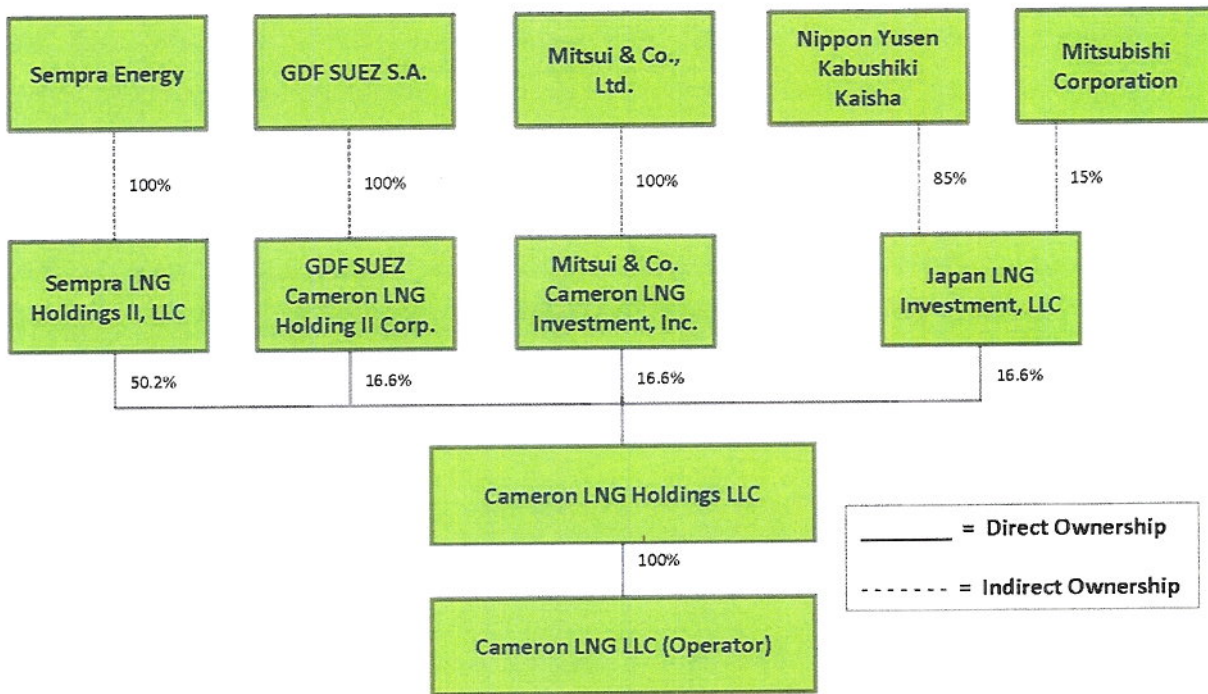 Sempra Energy
GDF SUEZ S.A.
Mitsui & Co.,
Ltd.
Nippon Yusen
Kabushiki
Kaisha
Mitsubishi
Corporation
100%
100%
100%
85%
15%
Sempra LNG
Holdings II, LLC
GDF SUEZ
Cameron LNG
Holding II Corp.
Mitsui & Co.
Cameron LNG
Investment, Inc.
Japan LNG
Investment, LLC
50.2%
16.6%
16.6%
16.6%
Cameron LNG Holdings LLC
= Direct Ownership
= Indirect Ownership
100%
Cameron LNG LLC (Operator)